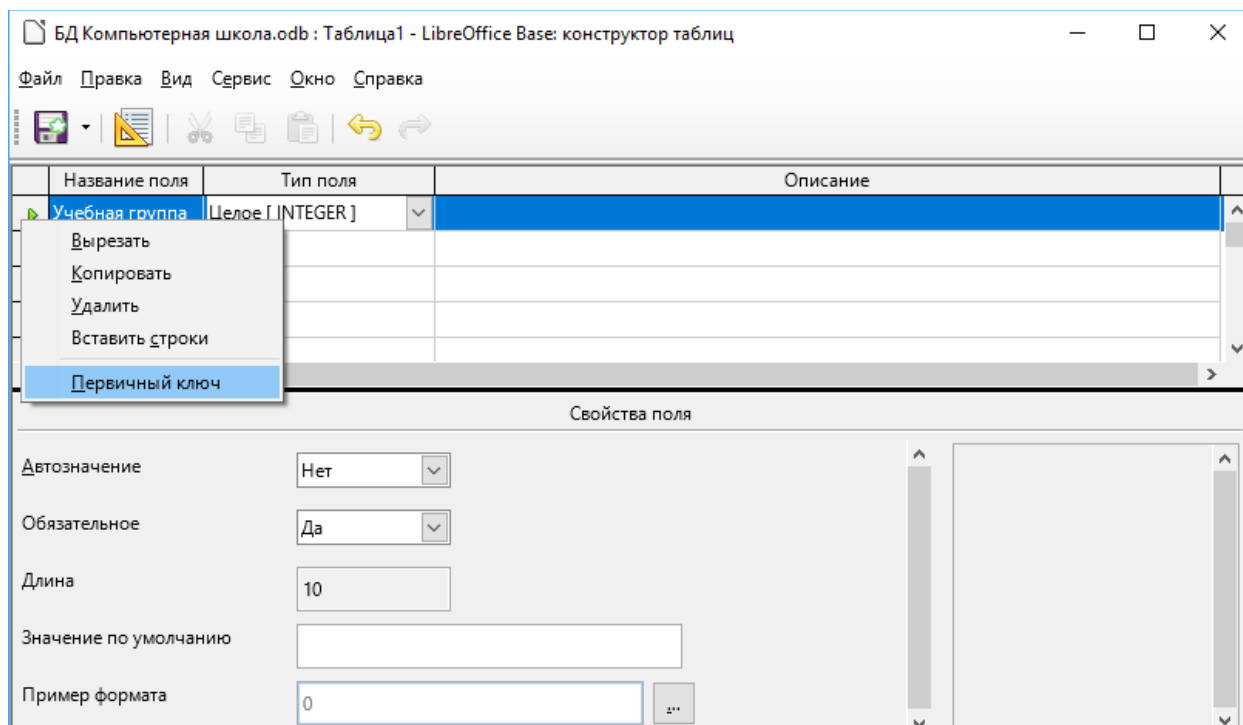 БД Компьютерная школа.odb : Таблица1 - LibreOffice Base: конструктор таблиц
Файл Правка Вид Сервис Окно Справка
Название поля Тип поля Описание
Учебная группа Целое [ INTEGER ]
Вырезать
Копировать
Удалить
Вставить строки
Первичный ключ
Свойства поля
Автозначение Нет
Обязательное Да
Длина 10
Значение по умолчанию
Пример формата 0 ...